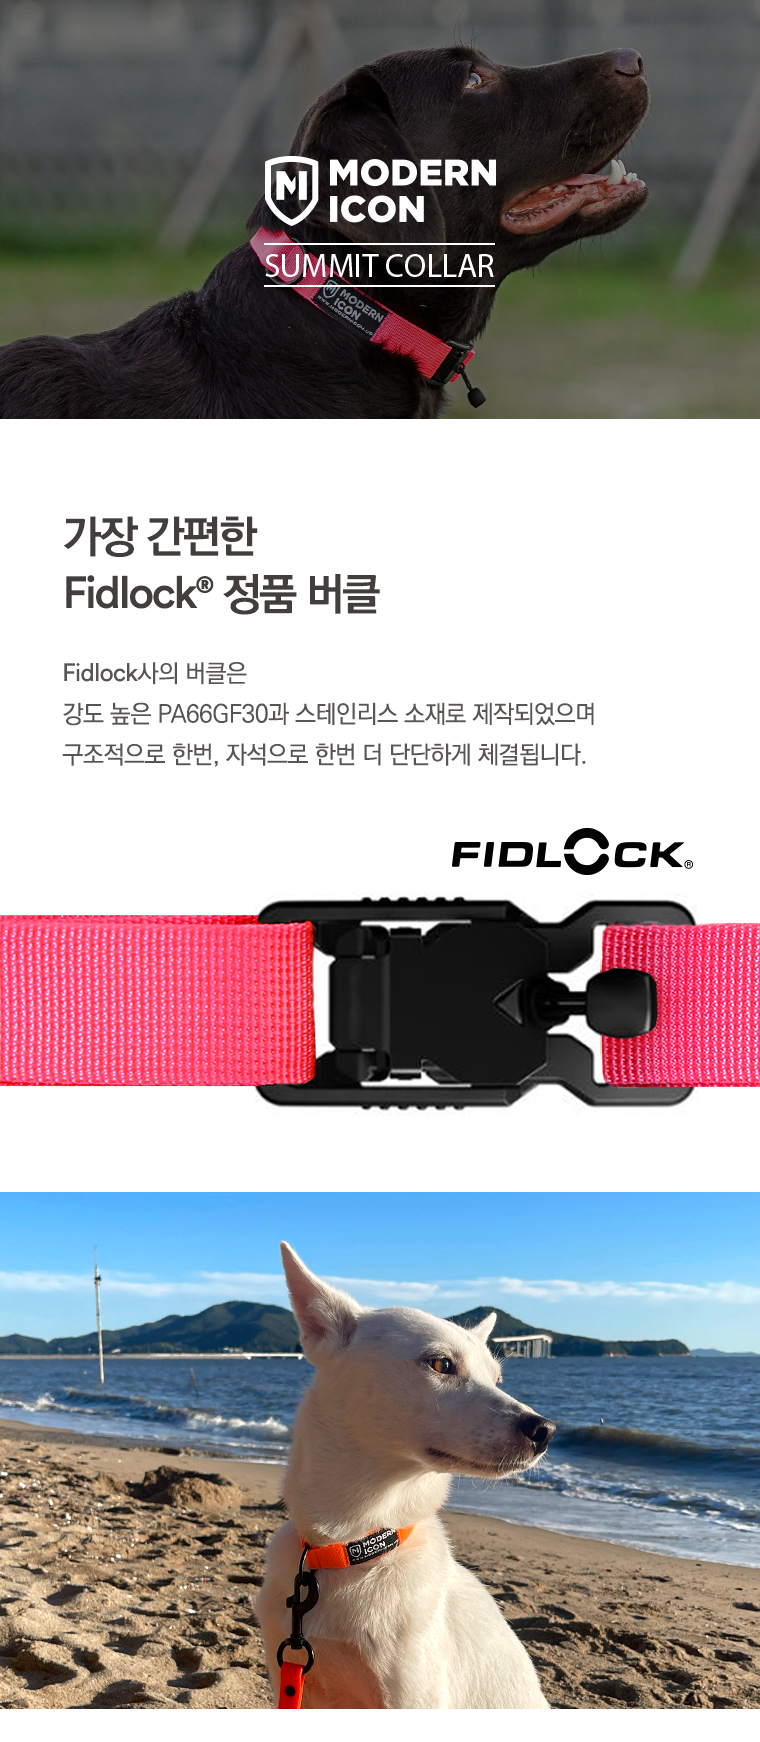 MODERN
ICON
SUMMIT COLLAR
MODERN
ICON
가장 간편한
Fidlock® 정품 버클
Fidlock사의 버클은
강도 높은 PA66GF30과 스테인리스 소재로 제작되었으며
구조적으로 한번, 자석으로 한번 더 단단하게 체결됩니다.
FIDLOCK®
MODERN
ICON